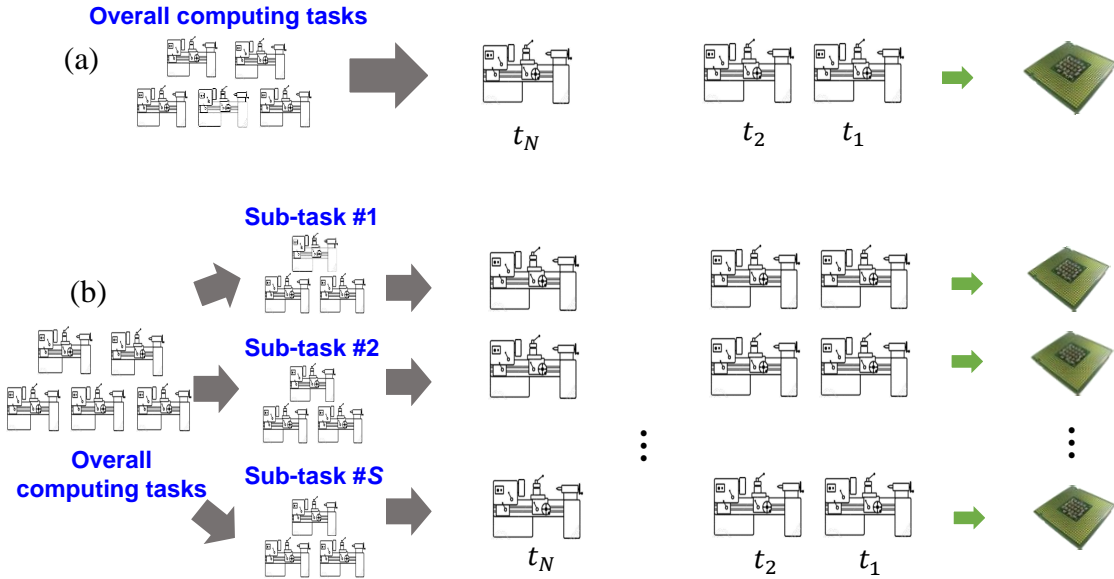 Overall computing tasks
(a)
t_N
t_2
t_1
Sub-task #1
(b)
Sub-task #2
⋮
⋮
Overall
computing tasks
Sub-task #S
t_N
t_2
t_1